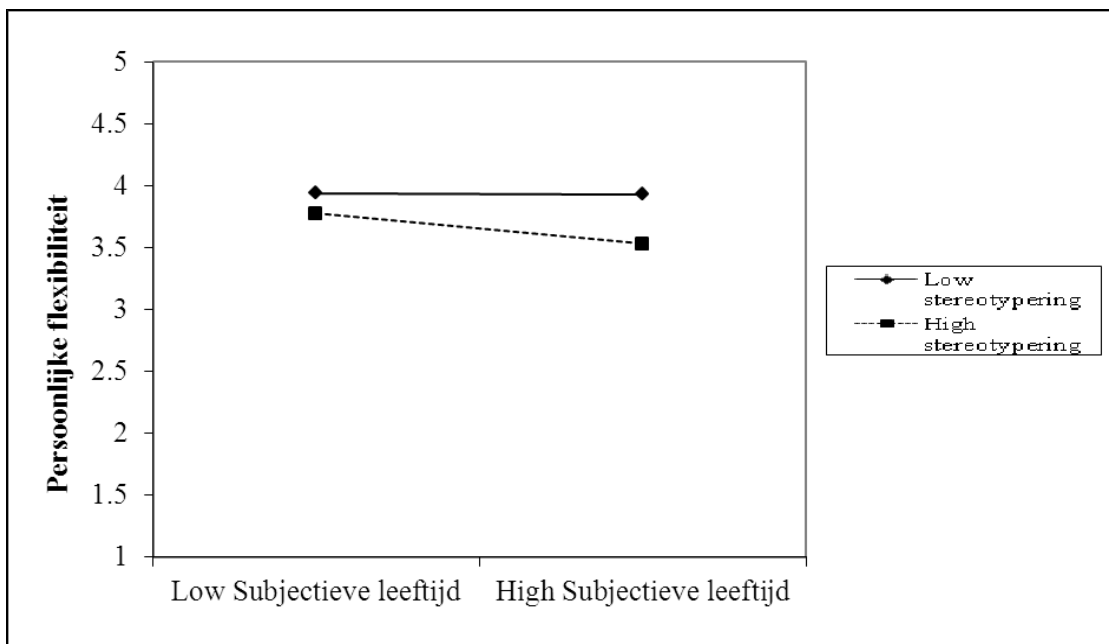 5
4.5
4
3.5
3
2.5
2
1.5
1
Persoonlijke flexibiliteit
Low Subjectieve leeftijd
High Subjectieve leeftijd
Low
stereotypering
High
stereotypering